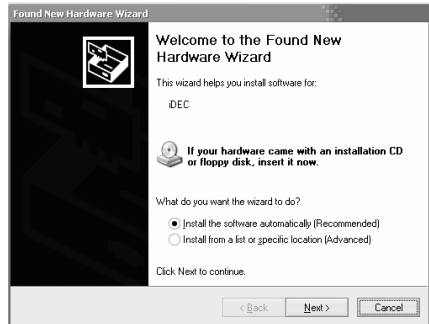 Found New Hardware Wizard
Welcome to the Found New
Hardware Wizard
This wizard helps you install software for:
iDEC
If your hardware came with an installation CD
or floppy disk, insert it now.
What do you want the wizard to do?
Install the software automatically (Recommended)
Install from a list or specific location (Advanced)
Click Next to continue.
< Back Next > Cancel